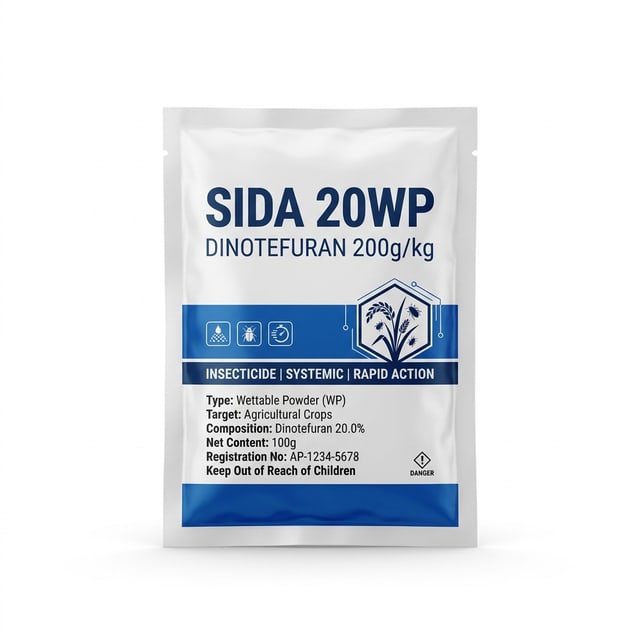 SIDA 20WP
DINOTEFURAN 200g/kg
INSECTICIDE | SYSTEMIC | RAPID ACTION
Type: Wettable Powder (WP)
Target: Agricultural Crops
Composition: Dinotefuran 20.0%
Net Content: 100g
Registration No: AP-1234-5678
Keep Out of Reach of Children
!
DANGER